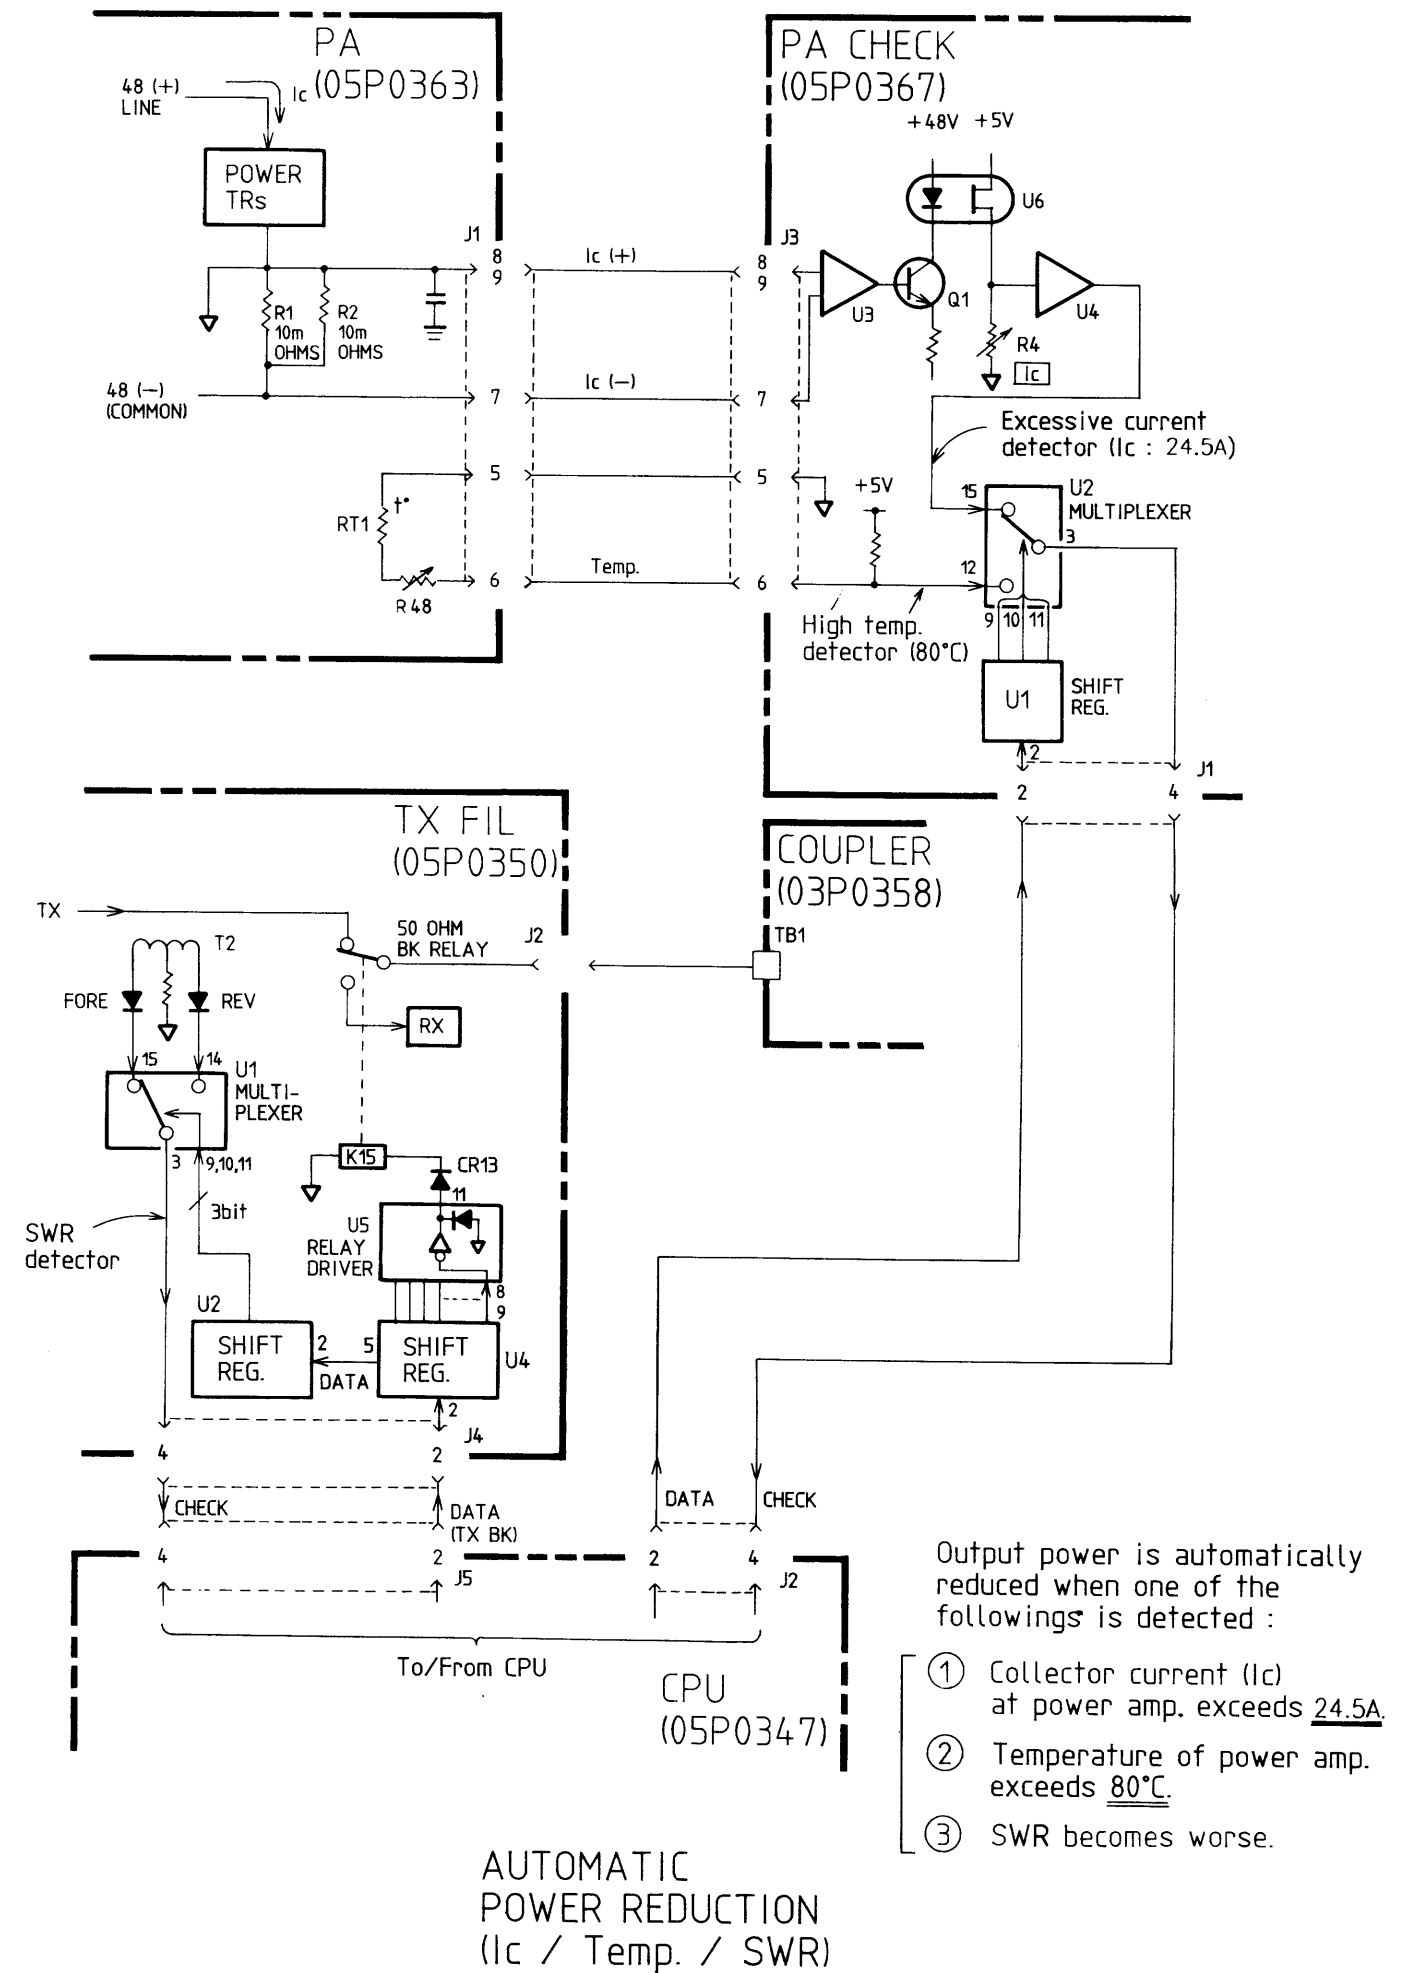 PA
(05P0363)
48 (+)
LINE
Ic
POWER
TRs
J1
8
9
R1
10m
OHMS
R2
10m
OHMS
48 (—)
(COMMON)
7
5
t°
RT1
6
R48
Ic (+)
Ic (—)
Temp.
PA CHECK
(05P0367)
+48V
+5V
U6
J3
8
9
U3
Q1
U4
R4
Ic
7
Excessive current
detector (Ic : 24.5A)
5
+5V
15
U2
MULTIPLEXER
3
6
12
9
10
11
High temp.
detector (80°C)
U1
SHIFT
REG.
2
J1
2
4
TX FIL
(05P0350)
COUPLER
(03P0358)
TX
T2
50 OHM
BK RELAY
J2
TB1
FORE
REV
RX
15
14
U1
MULTI-
PLEXER
3
9,10,11
K15
CR13
11
3bit
SWR
detector
U5
RELAY
DRIVER
8
9
U2
SHIFT
REG.
2
5
DATA
SHIFT
REG.
U4
2
J4
4
2
CHECK
DATA
(TX BK)
DATA
CHECK
4
2
J5
2
4
J2
To/From CPU
CPU
(05P0347)
Output power is automatically
reduced when one of the
followings is detected :
① Collector current (Ic)
at power amp. exceeds 24.5A.
② Temperature of power amp.
exceeds 80°C.
③ SWR becomes worse.
AUTOMATIC
POWER REDUCTION
(Ic / Temp. / SWR)